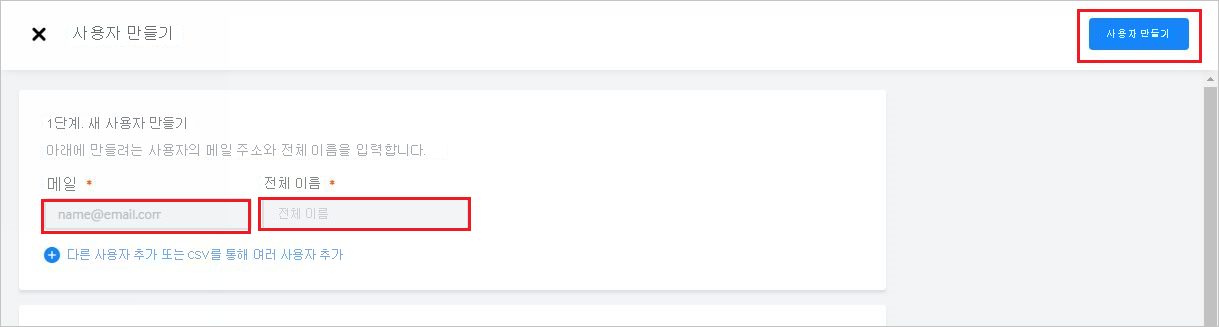 사용자 만들기
사용자 만들기
1단계. 새 사용자 만들기
아래에 만들려는 사용자의 메일 주소와 전체 이름을 입력합니다.
메일 * 전체 이름 *
name@email.com 전체 이름
다른 사용자 추가 또는 CSV를 통해 여러 사용자 추가